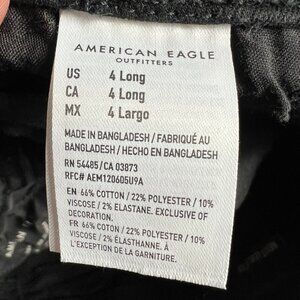 AMERICAN EAGLE
OUTFITTERS
US 4 Long
CA 4 Long
MX 4 Largo
MADE IN BANGLADESH / FABRIQUÉ AU
BANGLADESH / HECHO EN BANGLADESH
RN 54485/CA 03873
RFC# AEM120605U9A
EN 66% COTTON / 22% POLYESTER / 10%
VISCOSE / 2% ELASTANE. EXCLUSIVE OF
DECORATION.
FR 66% COTON / 22% POLYESTER / 10%
VISCOSE / 2% ÉLASTHANNE. À
L'EXCEPTION DE LA GARNITURE.